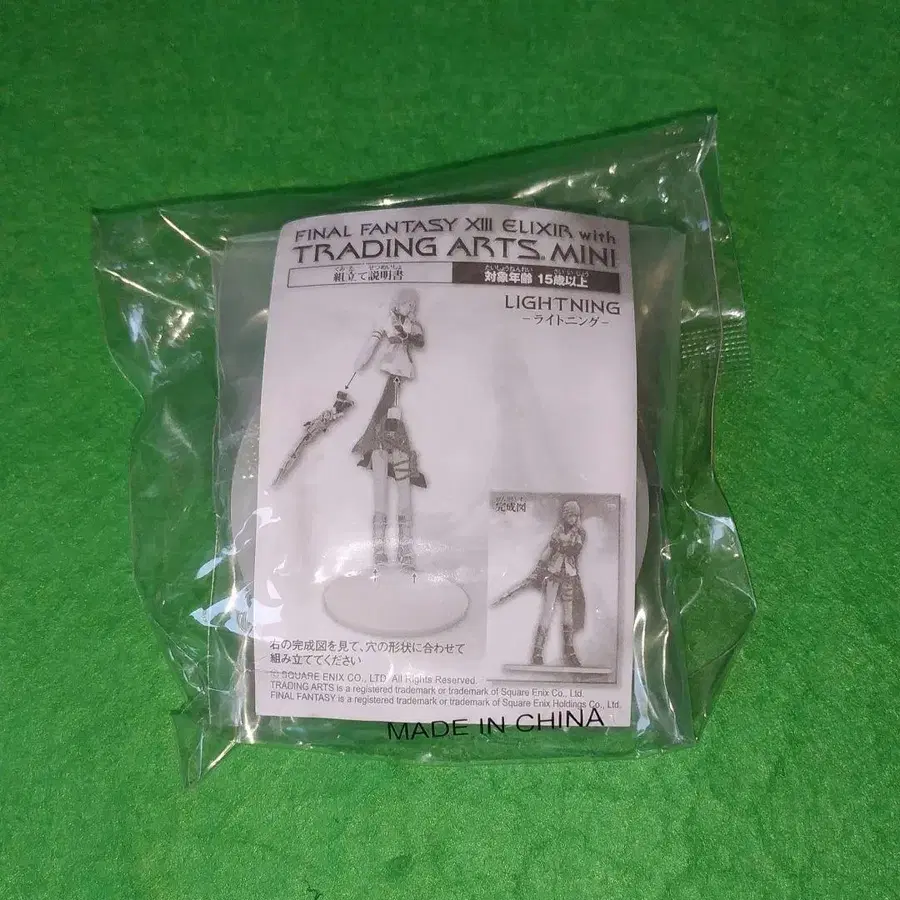 FINAL FANTASY XIII ELIXIR with
TRADING ARTS® MINI
組立て説明書
対象年齢 15歳以上
LIGHTNING
-ライトニング-
完成図
右の完成図を見て、穴の形状に合わせて
組み立ててください
© SQUARE ENIX CO., LTD. All Rights Reserved.
TRADING ARTS is a registered trademark or trademark of Square Enix Co., Ltd.
FINAL FANTASY is a registered trademark or trademark of Square Enix Holdings Co., Ltd.
MADE IN CHINA